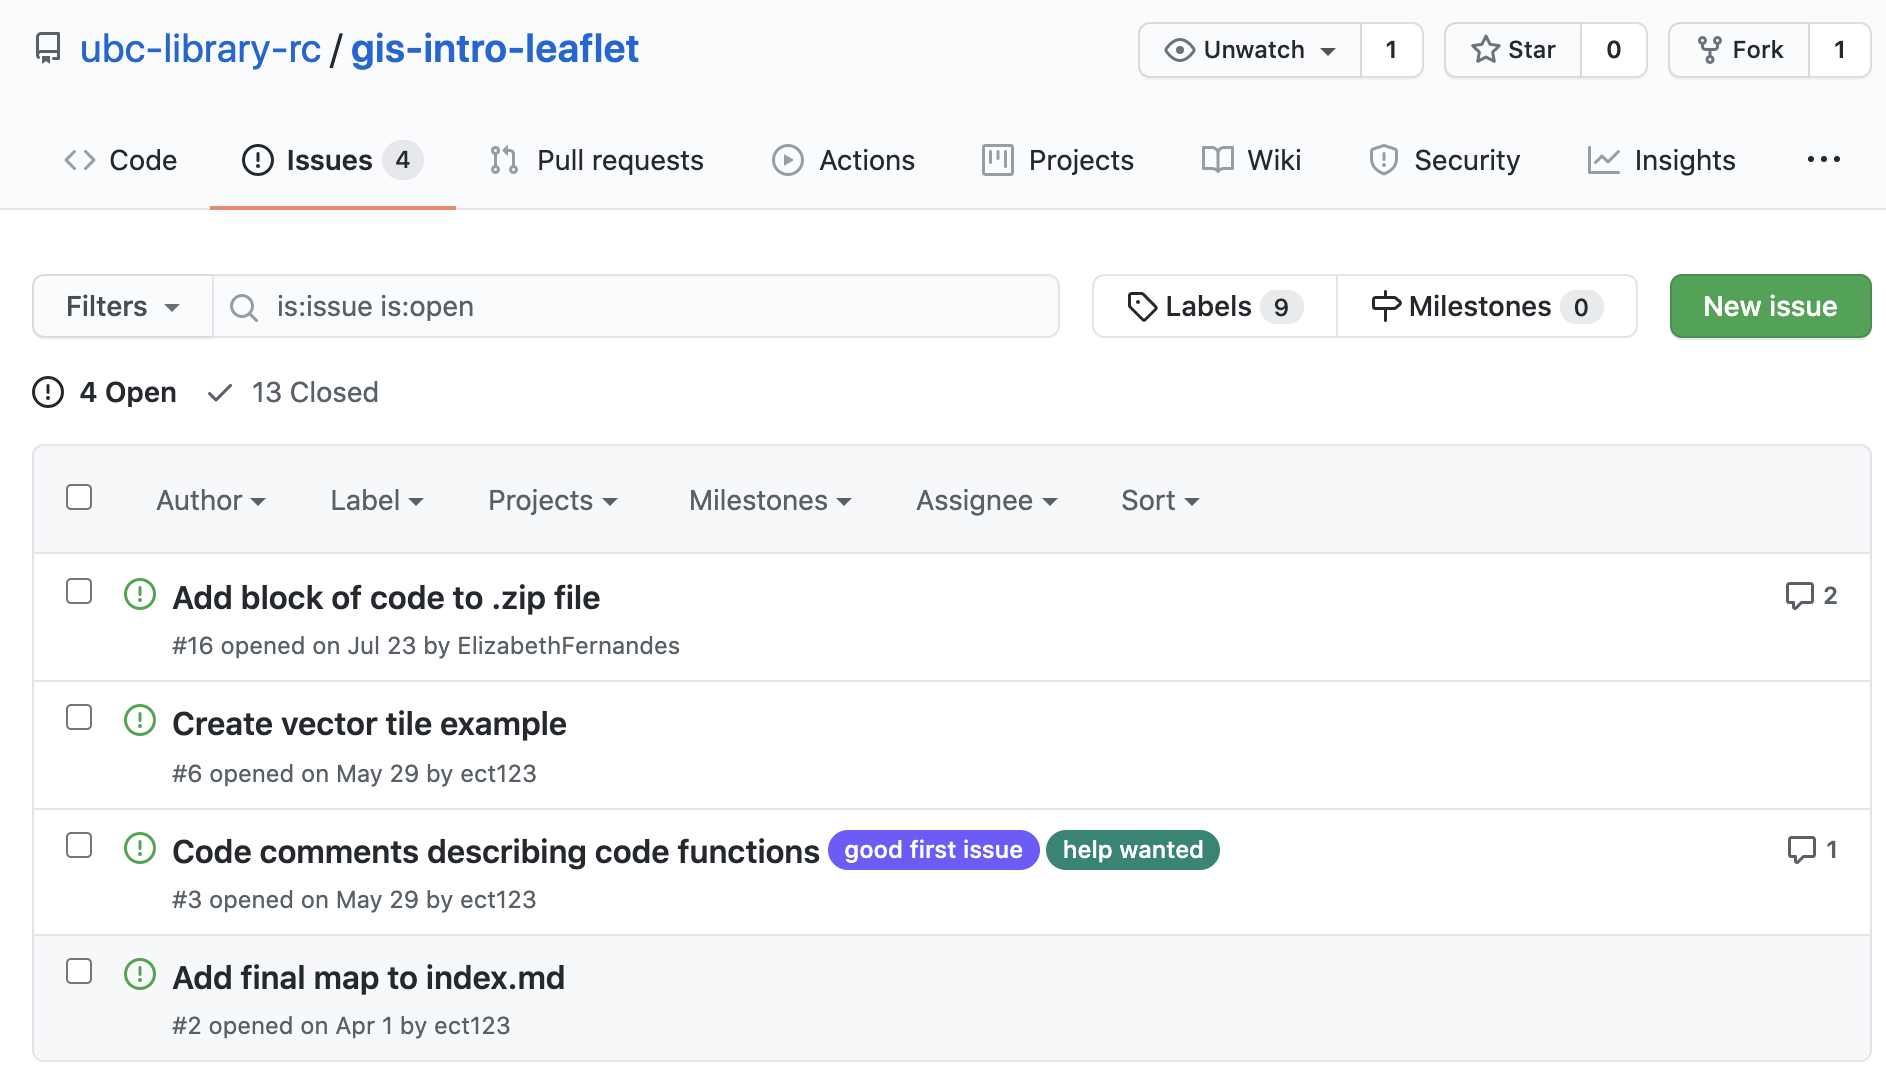 ubc-library-rc / gis-intro-leaflet Unwatch 1 Star 0 Fork 1
Code Issues 4 Pull requests Actions Projects Wiki Security Insights ...
Filters is:issue is:open Labels 9 Milestones 0 New issue
4 Open 13 Closed
Author Label Projects Milestones Assignee Sort
Add block of code to .zip file 2
#16 opened on Jul 23 by ElizabethFernandes
Create vector tile example
#6 opened on May 29 by ect123
Code comments describing code functions good first issue help wanted 1
#3 opened on May 29 by ect123
Add final map to index.md
#2 opened on Apr 1 by ect123